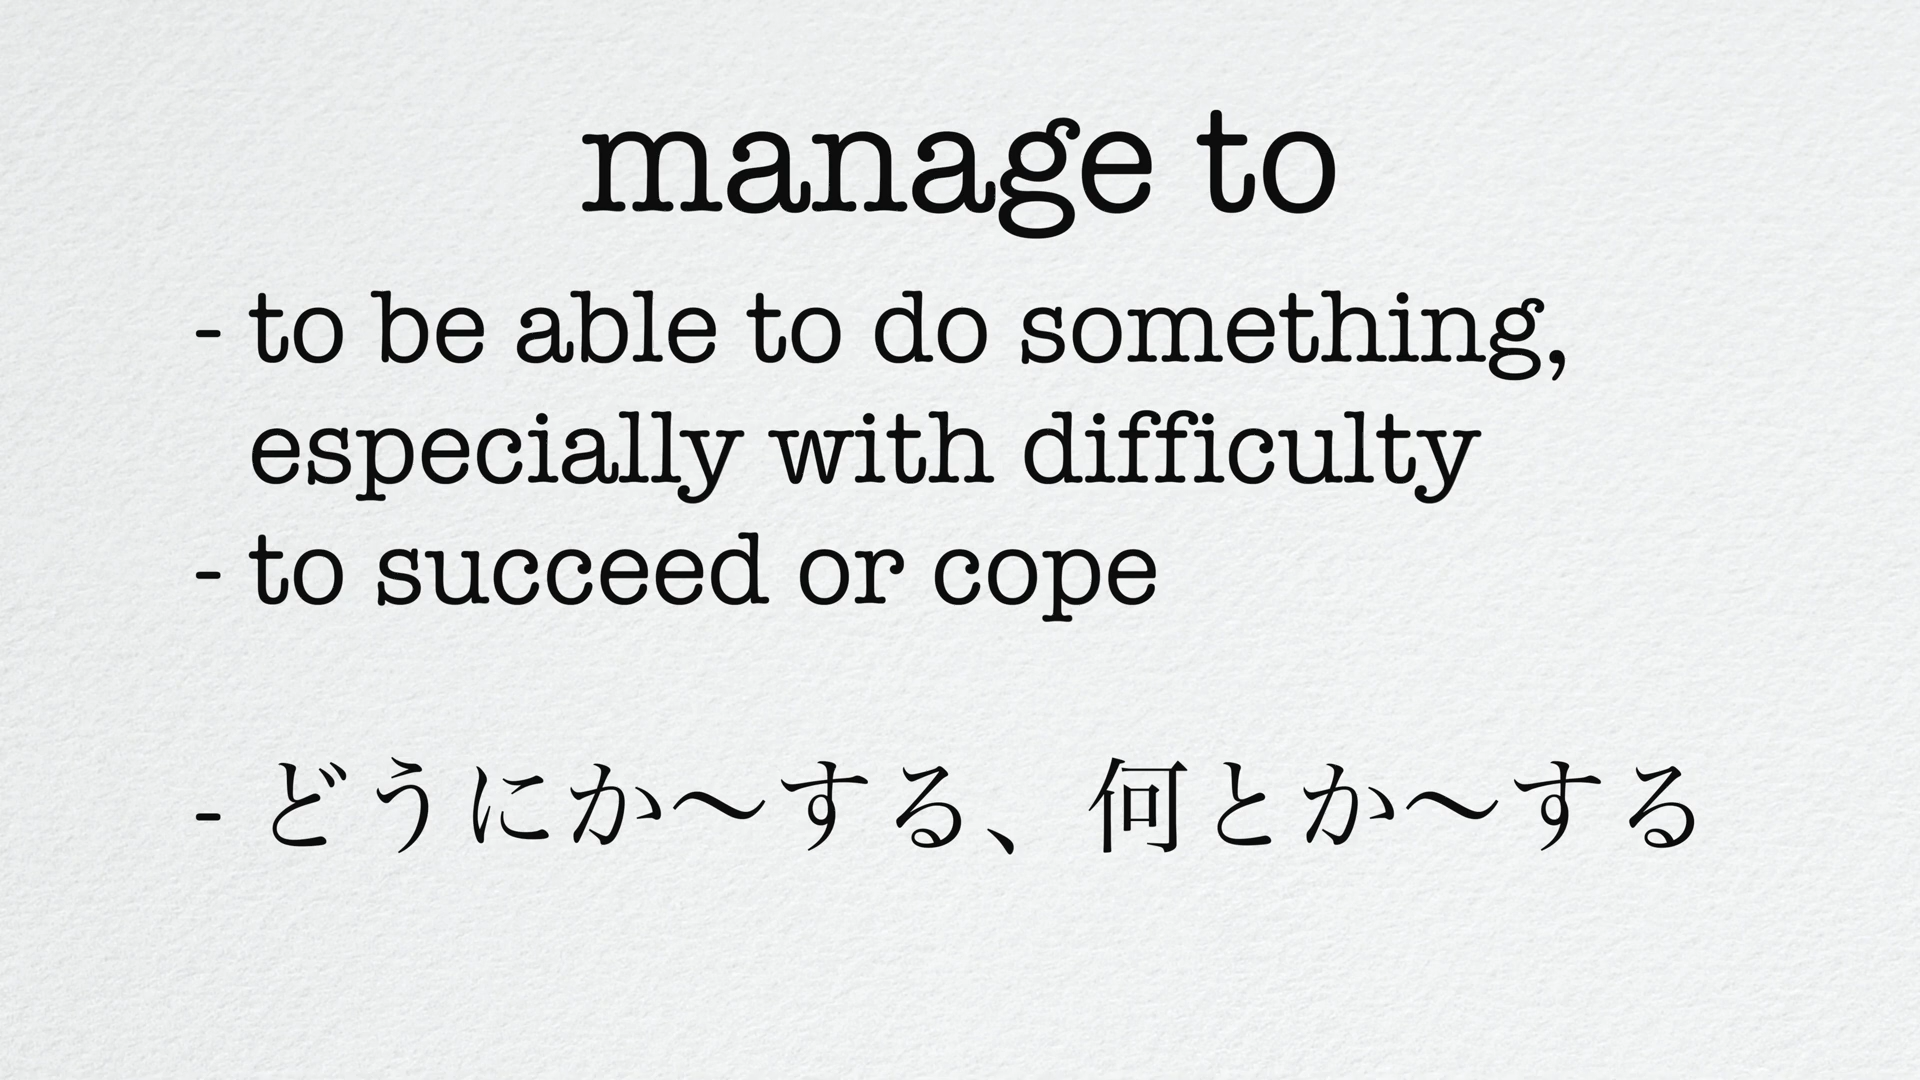 manage to
- to be able to do something,
especially with difficulty
- to succeed or cope
- どうにか〜する、何とか〜する